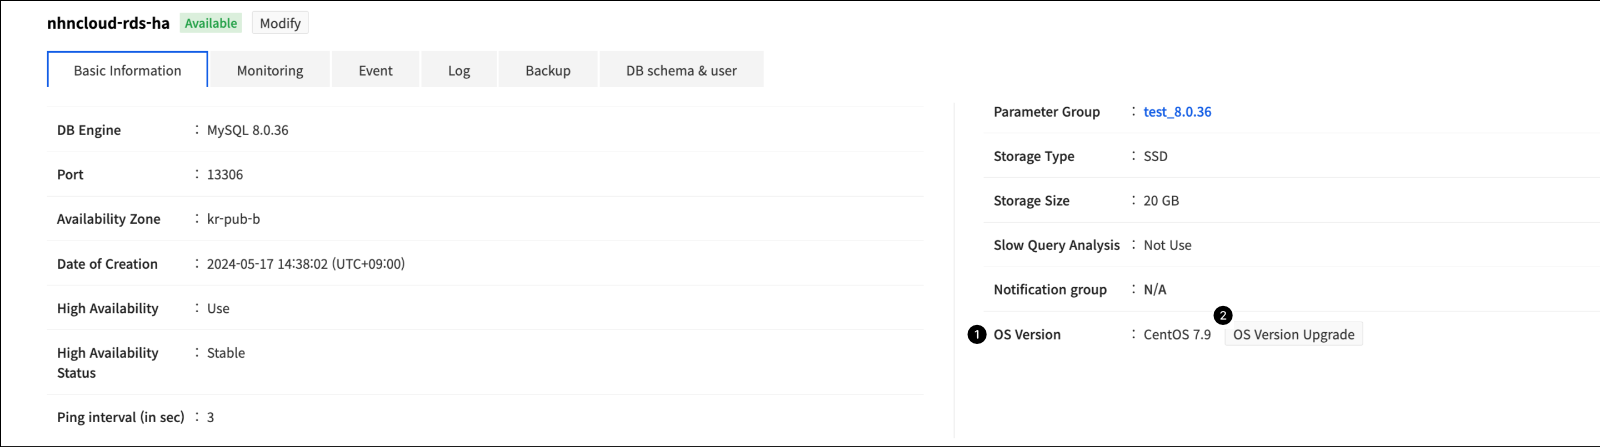 nhncloud-rds-ha Available Modify
Basic Information Monitoring Event Log Backup DB schema & user
DB Engine : MySQL 8.0.36
Port : 13306
Availability Zone : kr-pub-b
Date of Creation : 2024-05-17 14:38:02 (UTC+09:00)
High Availability : Use
High Availability : Stable
Status
Ping interval (in sec) : 3
Parameter Group : test_8.0.36
Storage Type : SSD
Storage Size : 20 GB
Slow Query Analysis : Not Use
Notification group : N/A
2
1 OS Version : CentOS 7.9 OS Version Upgrade